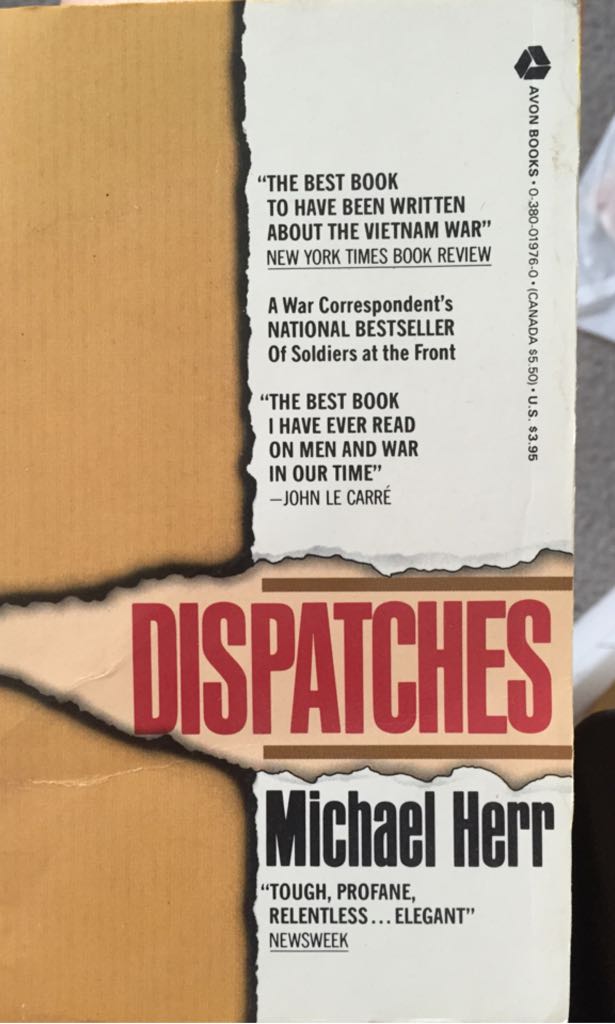 AVON BOOKS • 0-380-01976-0 • (CANADA $5.50) • U.S. $3.95
“THE BEST BOOK
TO HAVE BEEN WRITTEN
ABOUT THE VIETNAM WAR”
NEW YORK TIMES BOOK REVIEW
A War Correspondent's
NATIONAL BESTSELLER
Of Soldiers at the Front
“THE BEST BOOK
I HAVE EVER READ
ON MEN AND WAR
IN OUR TIME”
—JOHN LE CARRÉ
DISPATCHES
Michael Herr
“TOUGH, PROFANE,
RELENTLESS...ELEGANT”
NEWSWEEK